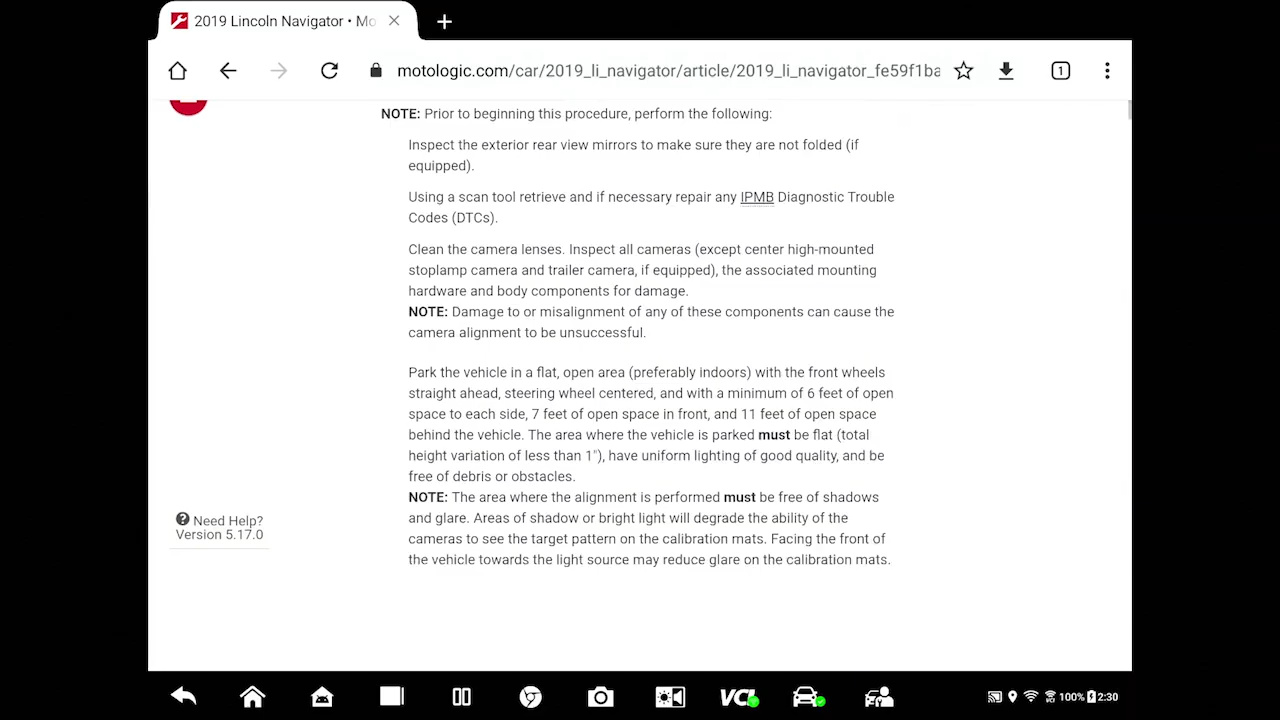 2019 Lincoln Navigator • Mo
motologic.com/car/2019_li_navigator/article/2019_li_navigator_fe59f1ba
1
NOTE: Prior to beginning this procedure, perform the following:
Inspect the exterior rear view mirrors to make sure they are not folded (if
equipped).
Using a scan tool retrieve and if necessary repair any IPMB Diagnostic Trouble
Codes (DTCs).
Clean the camera lenses. Inspect all cameras (except center high-mounted
stoplamp camera and trailer camera, if equipped), the associated mounting
hardware and body components for damage.
NOTE: Damage to or misalignment of any of these components can cause the
camera alignment to be unsuccessful.
Park the vehicle in a flat, open area (preferably indoors) with the front wheels
straight ahead, steering wheel centered, and with a minimum of 6 feet of open
space to each side, 7 feet of open space in front, and 11 feet of open space
behind the vehicle. The area where the vehicle is parked must be flat (total
height variation of less than 1"), have uniform lighting of good quality, and be
free of debris or obstacles.
NOTE: The area where the alignment is performed must be free of shadows
and glare. Areas of shadow or bright light will degrade the ability of the
cameras to see the target pattern on the calibration mats. Facing the front of
the vehicle towards the light source may reduce glare on the calibration mats.
Need Help?
Version 5.17.0
VCI
100% 2:30